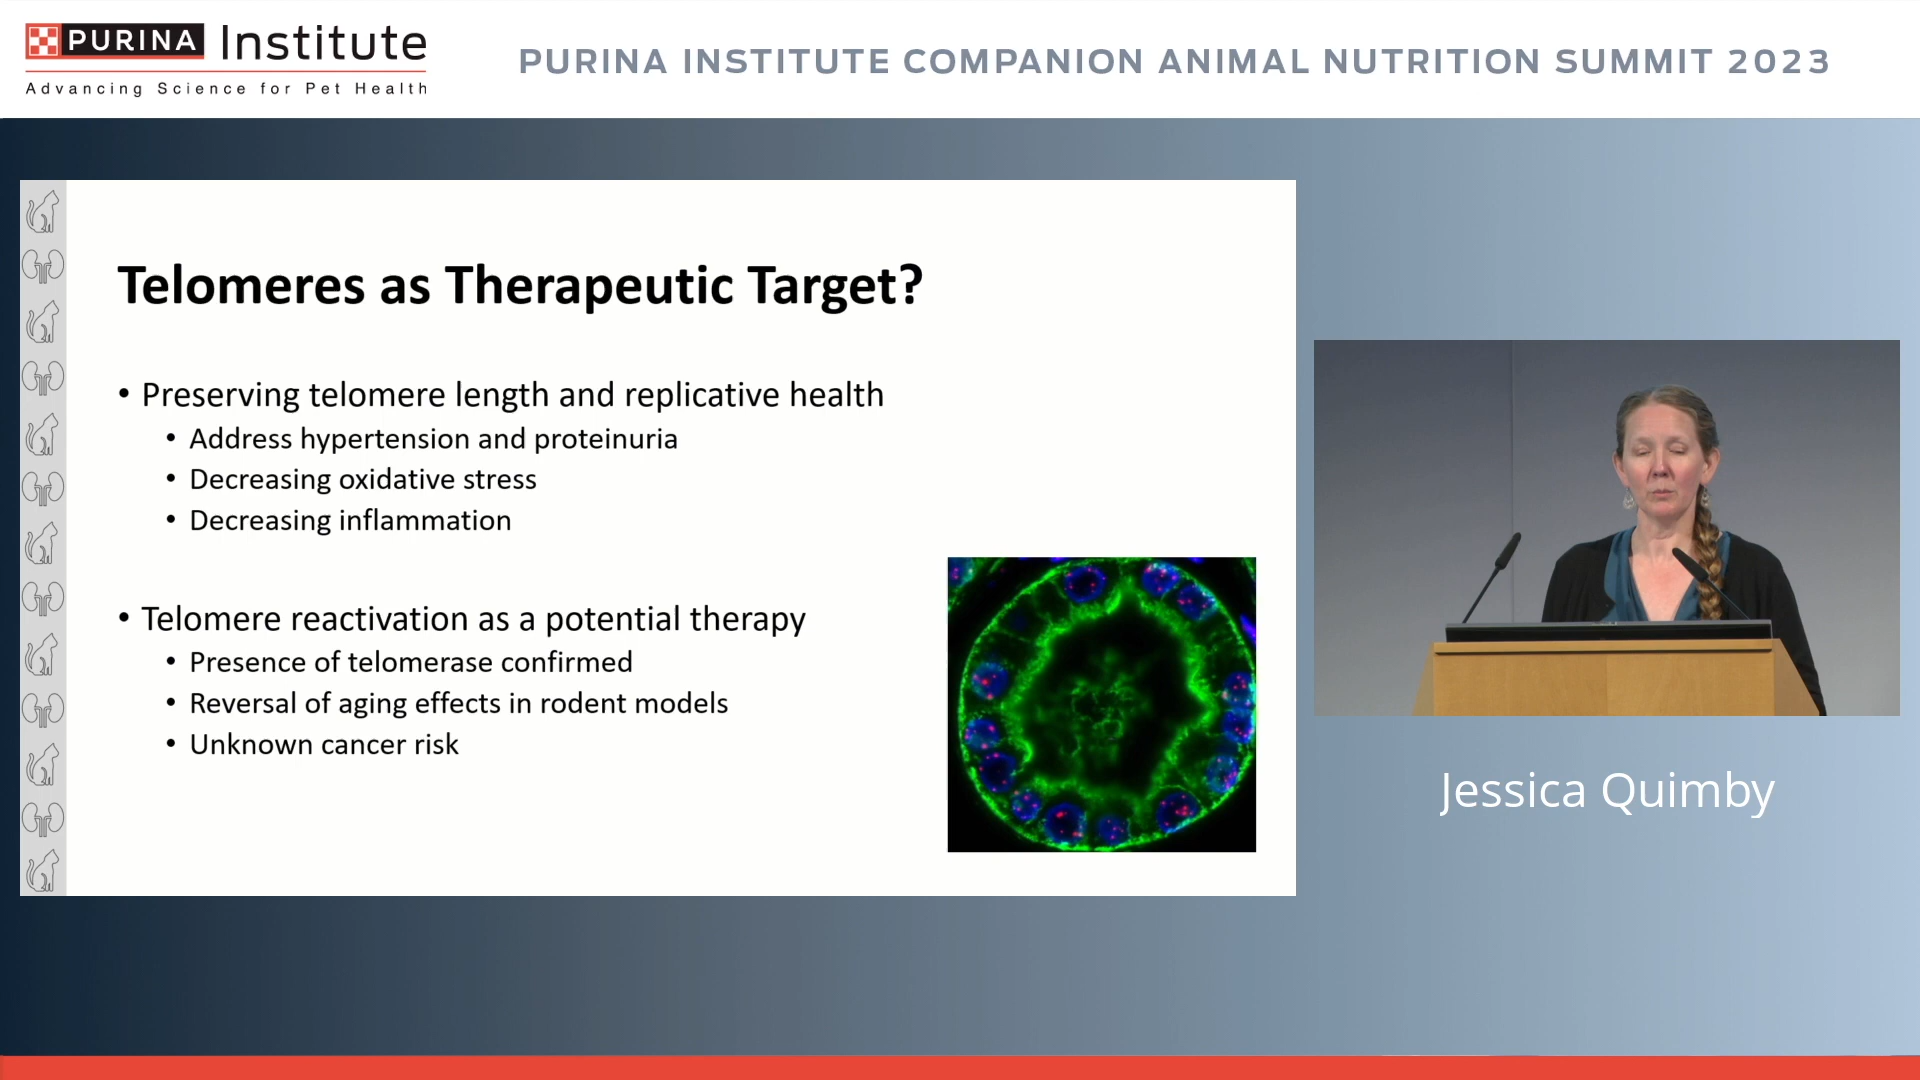 PURINA Institute
Advancing Science for Pet Health
PURINA INSTITUTE COMPANION ANIMAL NUTRITION SUMMIT 2023
Telomeres as Therapeutic Target?
• Preserving telomere length and replicative health
• Address hypertension and proteinuria
• Decreasing oxidative stress
• Decreasing inflammation
• Telomere reactivation as a potential therapy
• Presence of telomerase confirmed
• Reversal of aging effects in rodent models
• Unknown cancer risk
Jessica Quimby